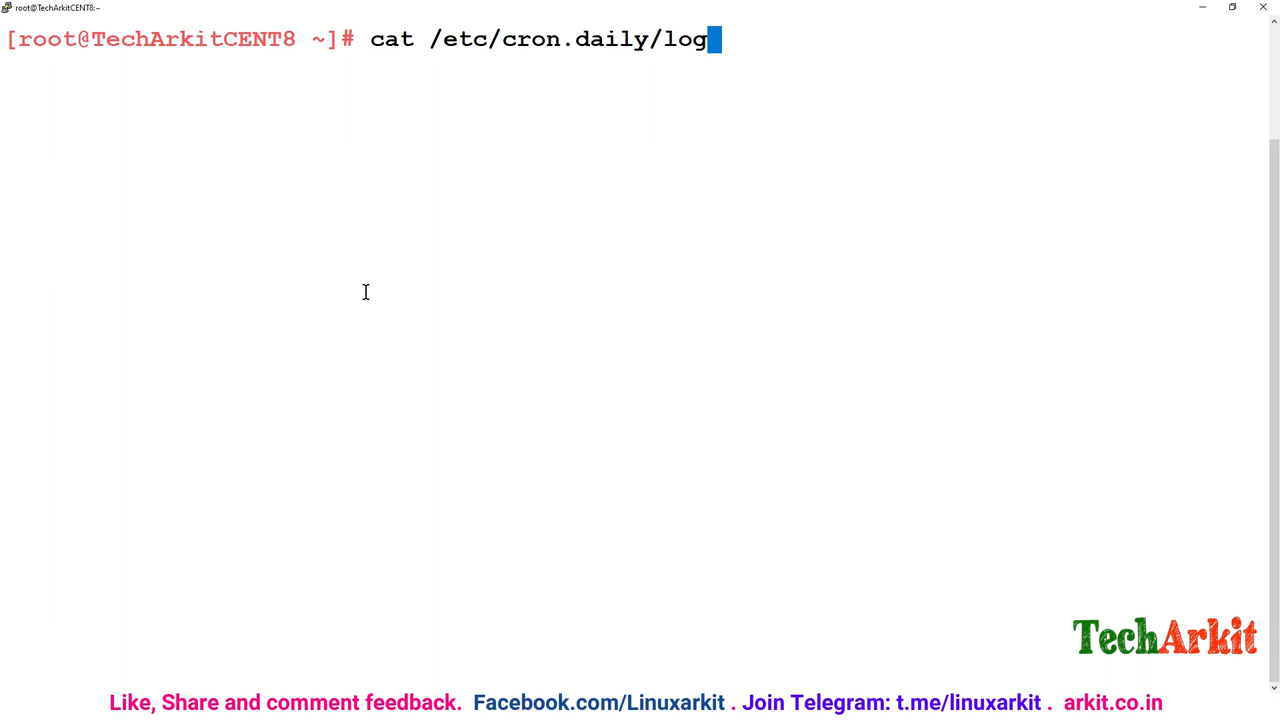 root@TechArkitCENT8:~
[root@TechArkitCENT8 ~]# cat /etc/cron.daily/log
TechArkit
Like, Share and comment feedback. Facebook.com/Linuxarkit . Join Telegram: t.me/linuxarkit . arkit.co.in